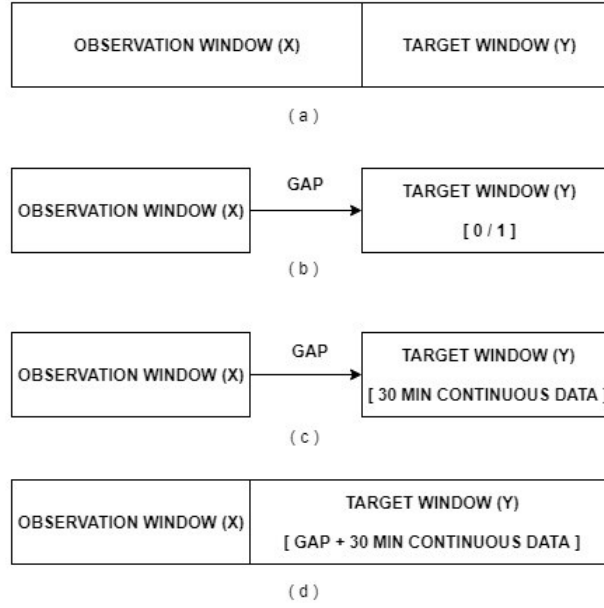 OBSERVATION WINDOW (X) TARGET WINDOW (Y)
( a )
GAP
OBSERVATION WINDOW (X)
TARGET WINDOW (Y)
[ 0 / 1 ]
( b )
GAP
OBSERVATION WINDOW (X)
TARGET WINDOW (Y)
[ 30 MIN CONTINUOUS DATA ]
( c )
OBSERVATION WINDOW (X)
TARGET WINDOW (Y)
[ GAP + 30 MIN CONTINUOUS DATA ]
( d )